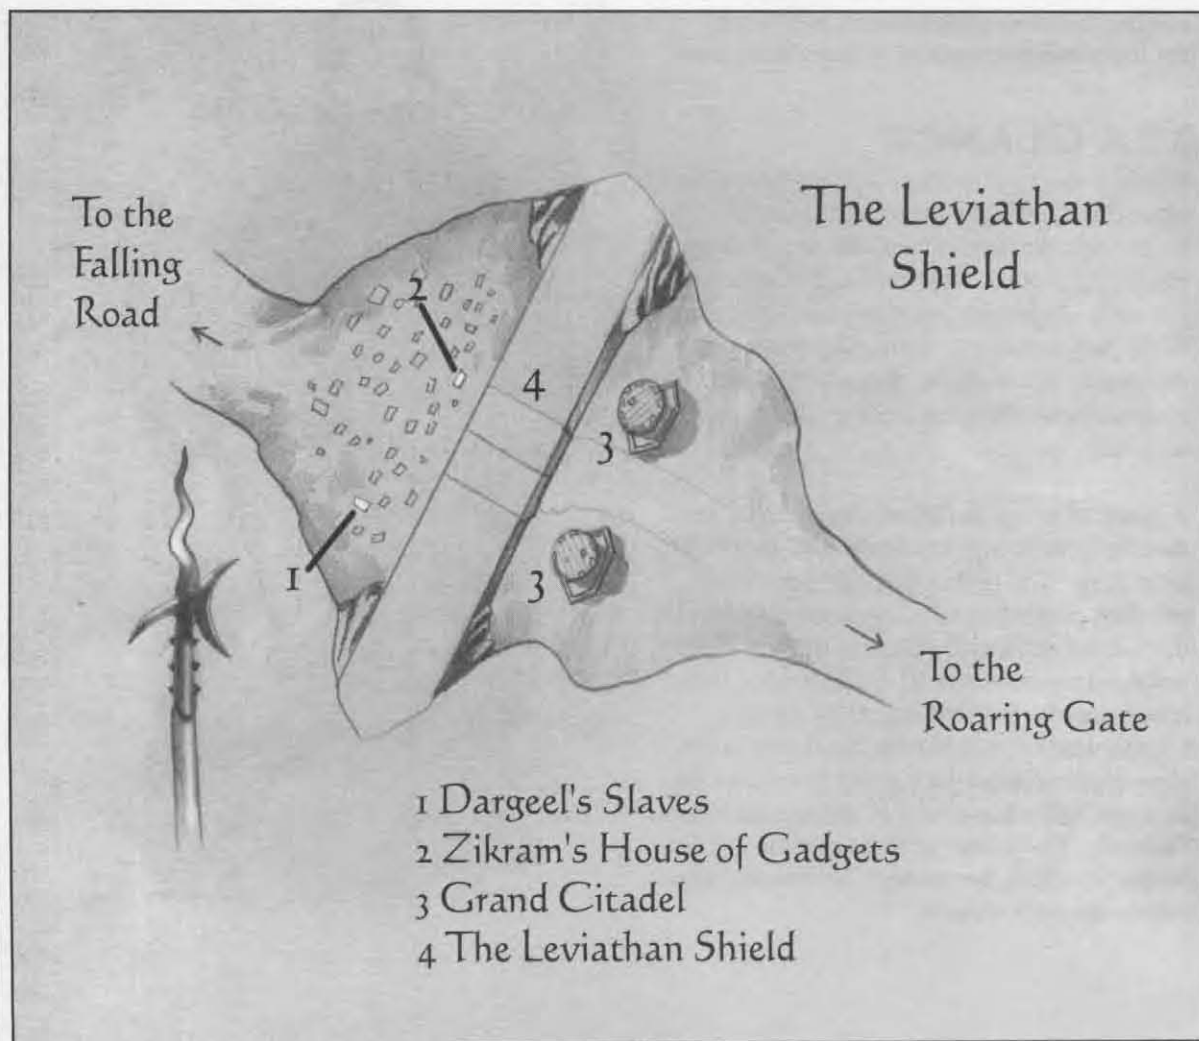 The Leviathan
Shield
To the
Falling
Road
2
4
3
1
3
To the
Roaring Gate
1 Dargeel's Slaves
2 Zikram's House of Gadgets
3 Grand Citadel
4 The Leviathan Shield